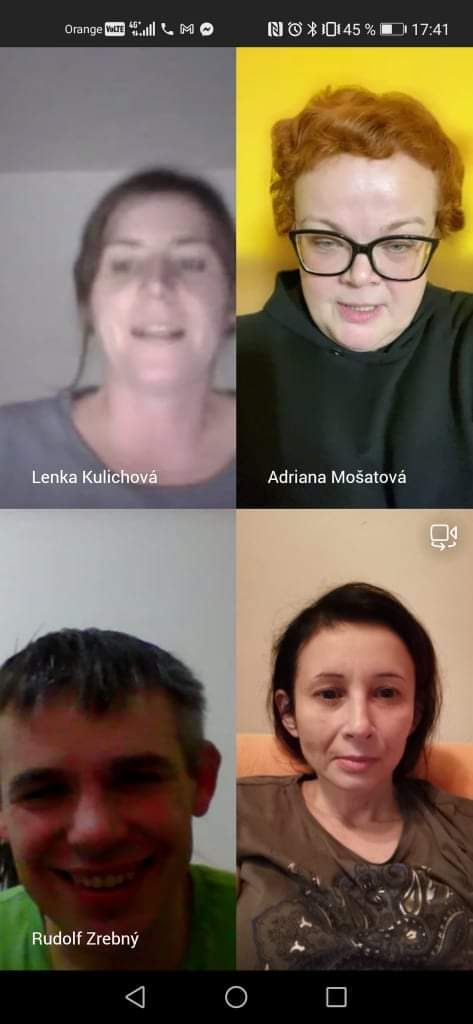 Orange VoLTE 4G+ 45 % 17:41
Lenka Kulichová
Adriana Mošatová
Rudolf Zrebný